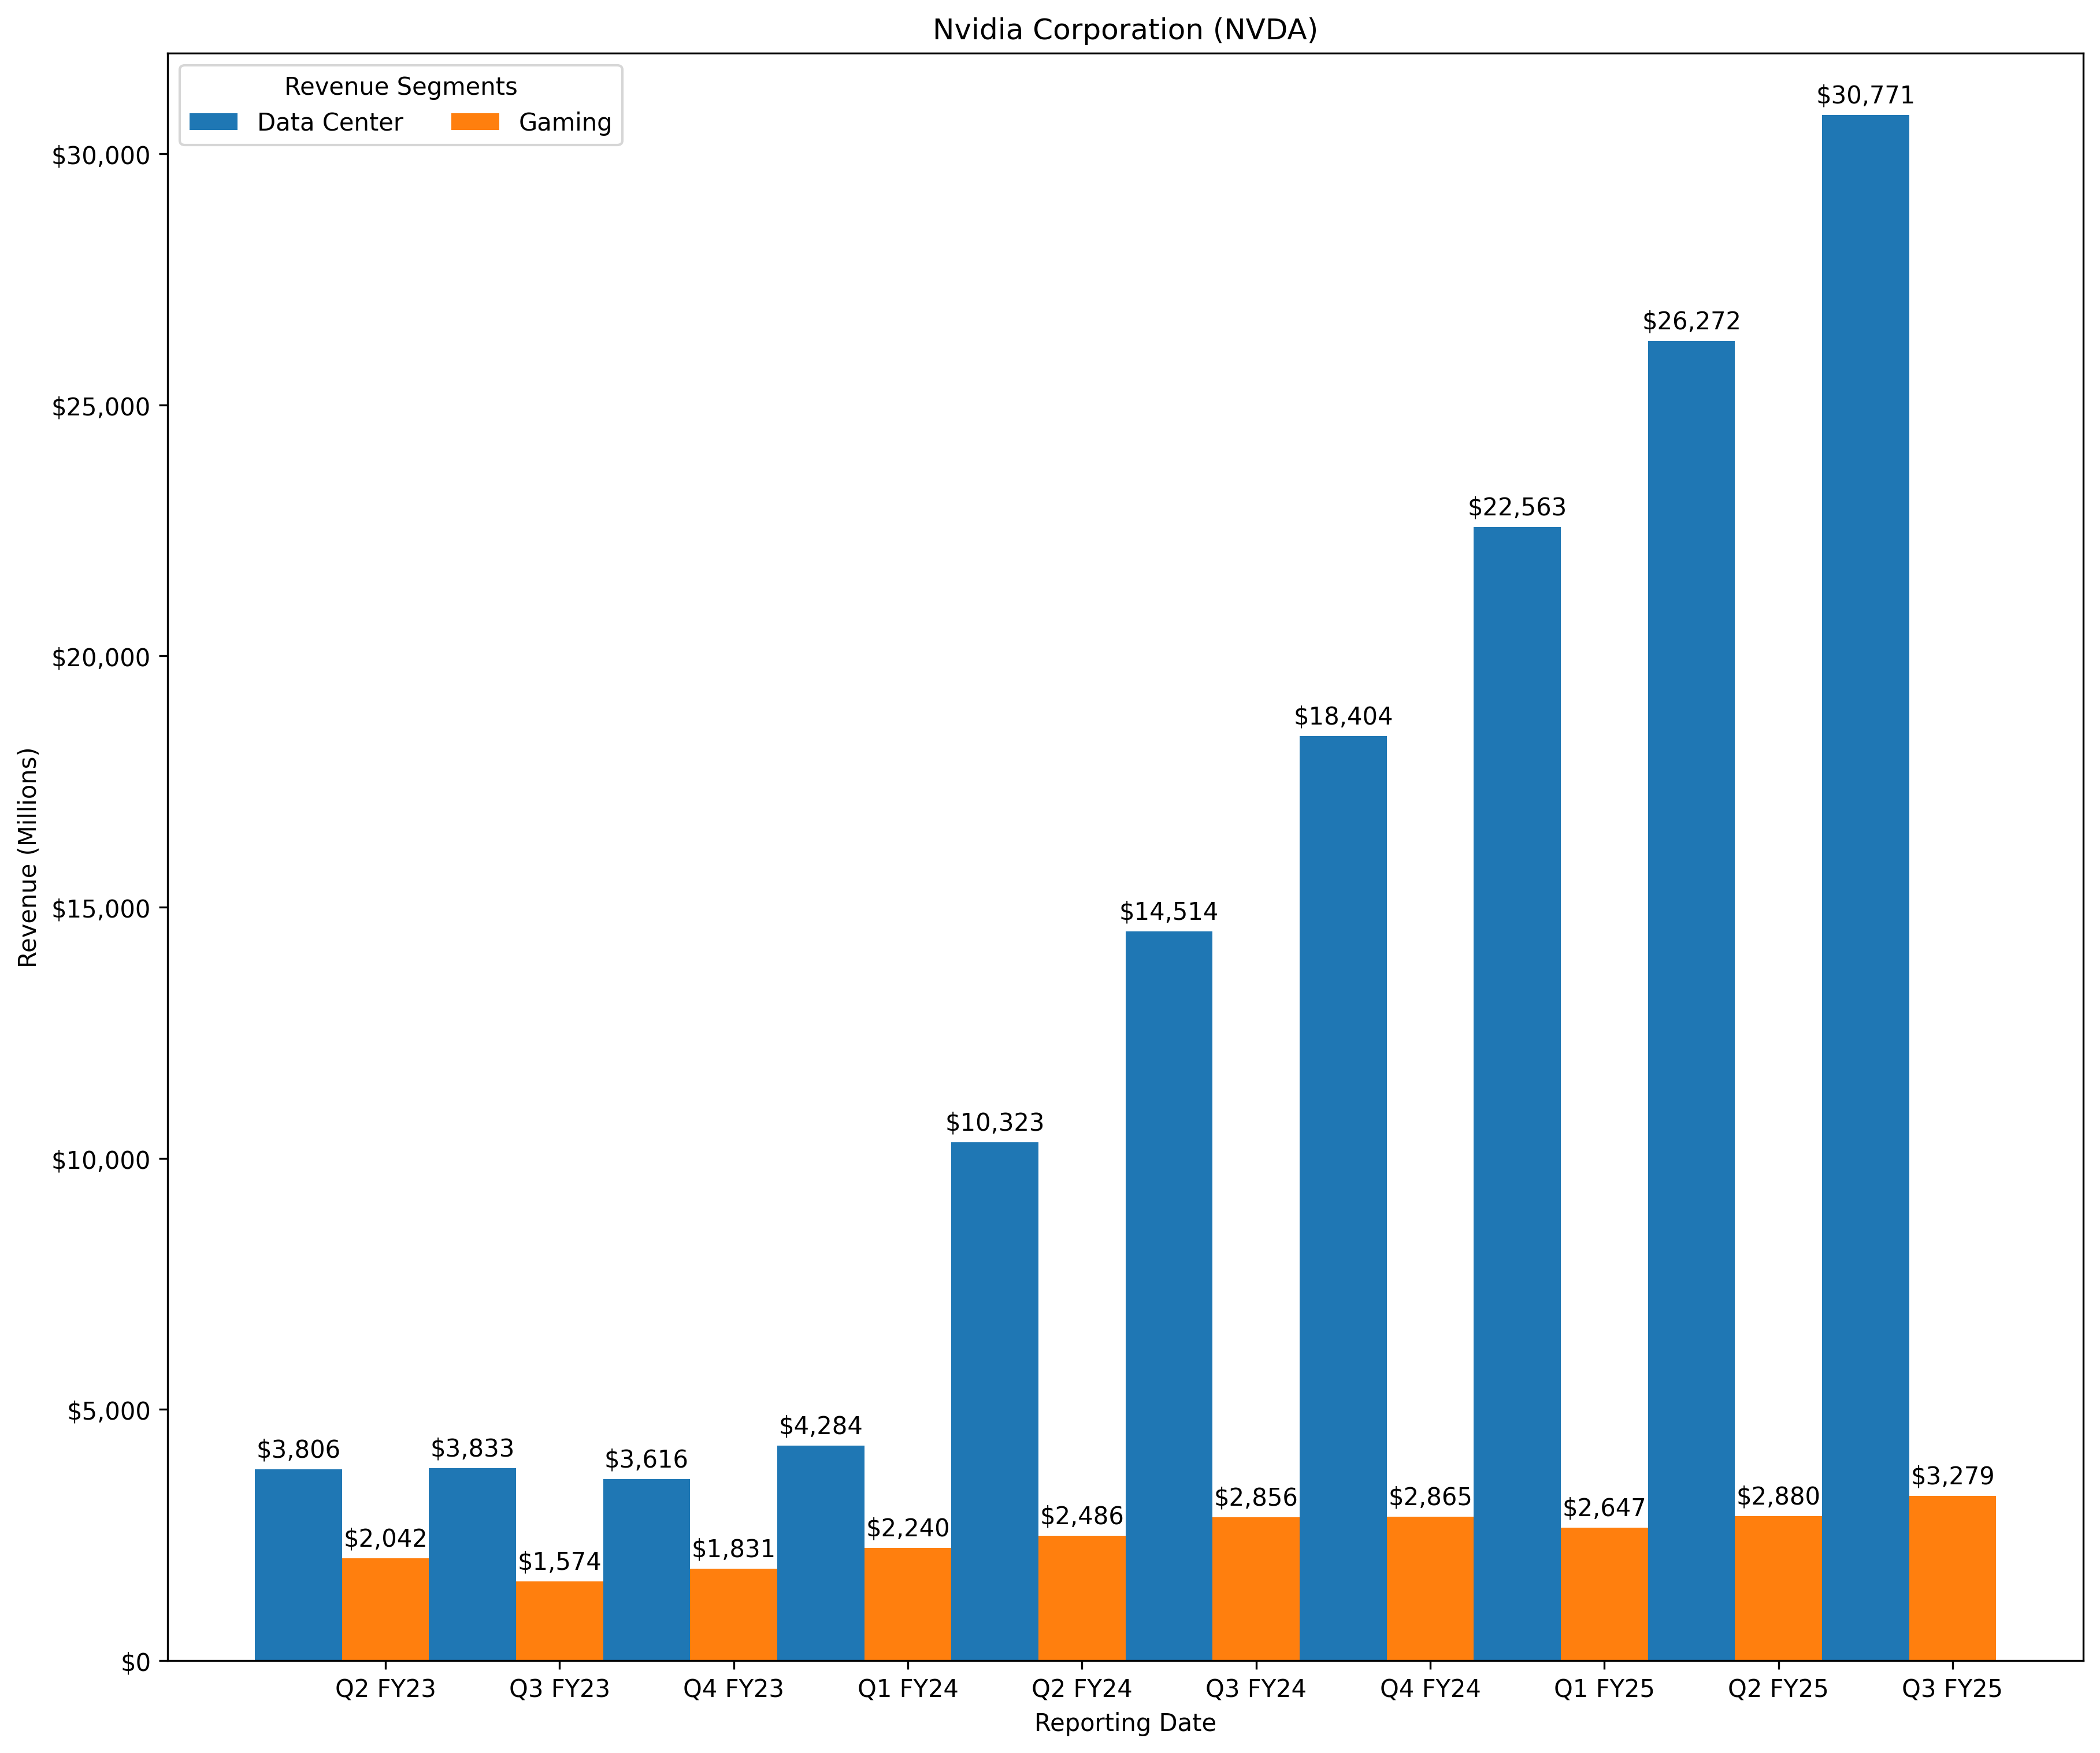 Nvidia Corporation (NVDA)
Revenue Segments
Data Center
Gaming
Revenue (Millions)
$30,000
$25,000
$20,000
$15,000
$10,000
$5,000
$0
$3,806
$2,042
$3,833
$1,574
$3,616
$1,831
$4,284
$2,240
$10,323
$2,486
$14,514
$2,856
$18,404
$2,865
$22,563
$2,647
$26,272
$2,880
$30,771
$3,279
Q2 FY23
Q3 FY23
Q4 FY23
Q1 FY24
Q2 FY24
Q3 FY24
Q4 FY24
Q1 FY25
Q2 FY25
Q3 FY25
Reporting Date